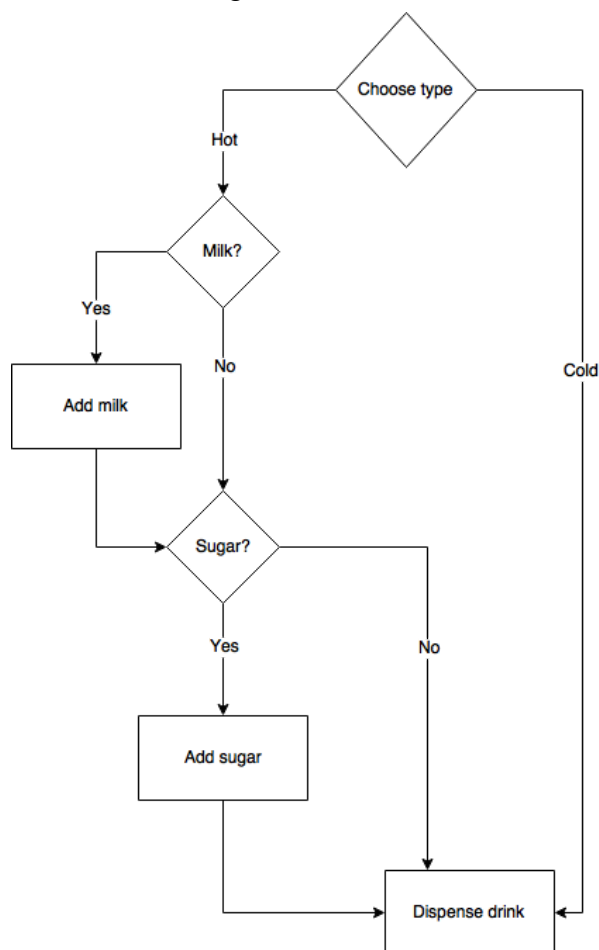 Choose type
Hot
Milk?
Yes
No
Cold
Add milk
Sugar?
Yes
No
Add sugar
Dispense drink